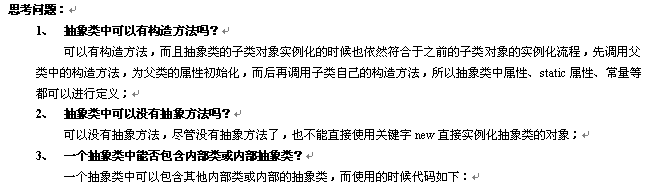 思考问题：
1、 抽象类中可以有构造方法吗？
可以有构造方法，而且抽象类的子类对象实例化的时候也依然符合于之前的子类对象的实例化流程，先调用父
类中的构造方法，为父类的属性初始化，而后再调用子类自己的构造方法，所以抽象类中属性、static 属性、常量等
都可以进行定义；
2、 抽象类中可以没有抽象方法吗？
可以没有抽象方法，尽管没有抽象方法了，也不能直接使用关键字 new 直接实例化抽象类的对象；
3、 一个抽象类中能否包含内部类或内部抽象类？
一个抽象类中可以包含其他内部类或内部的抽象类，而使用的时候代码如下：